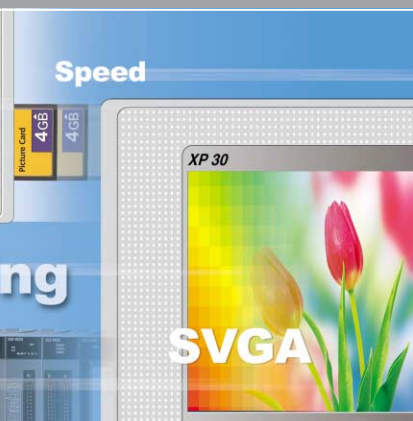 Speed
Picture Card
4GB
4GB
XP 30
ng
SVGA